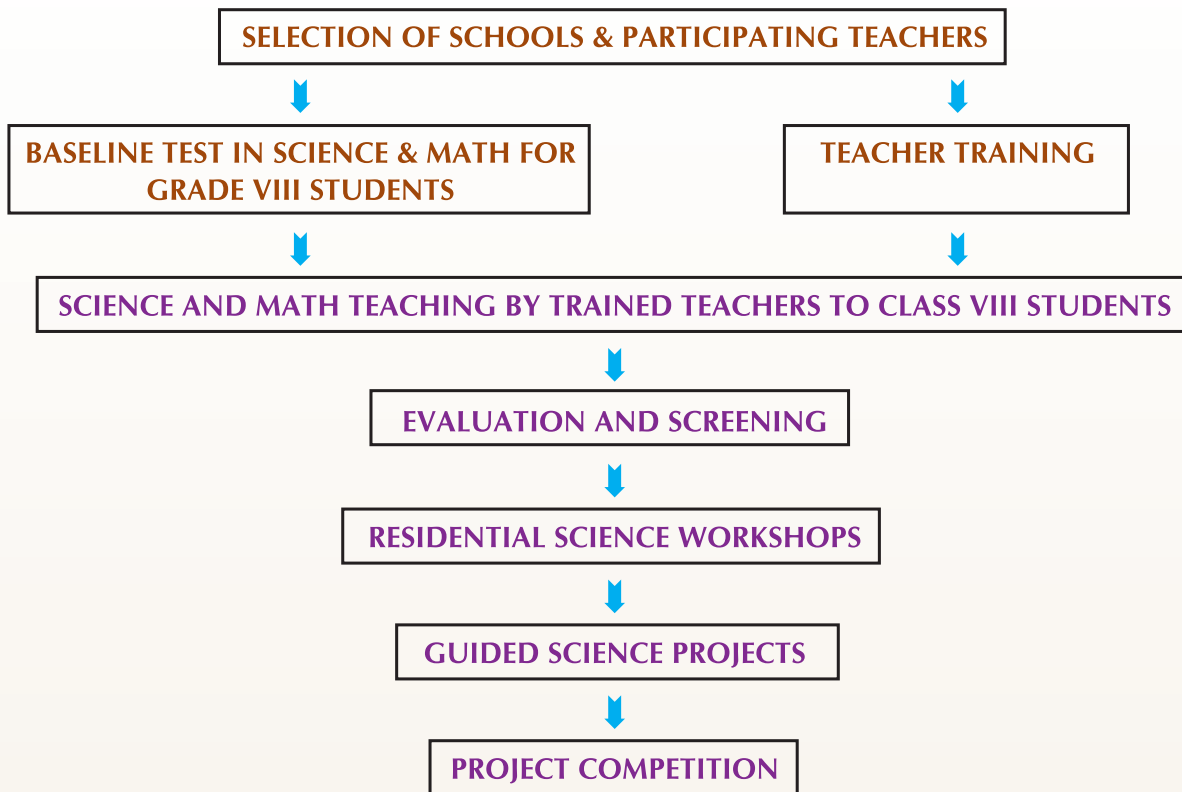 SELECTION OF SCHOOLS & PARTICIPATING TEACHERS
BASELINE TEST IN SCIENCE & MATH FOR
GRADE VIII STUDENTS
TEACHER TRAINING
SCIENCE AND MATH TEACHING BY TRAINED TEACHERS TO CLASS VIII STUDENTS
EVALUATION AND SCREENING
RESIDENTIAL SCIENCE WORKSHOPS
GUIDED SCIENCE PROJECTS
PROJECT COMPETITION